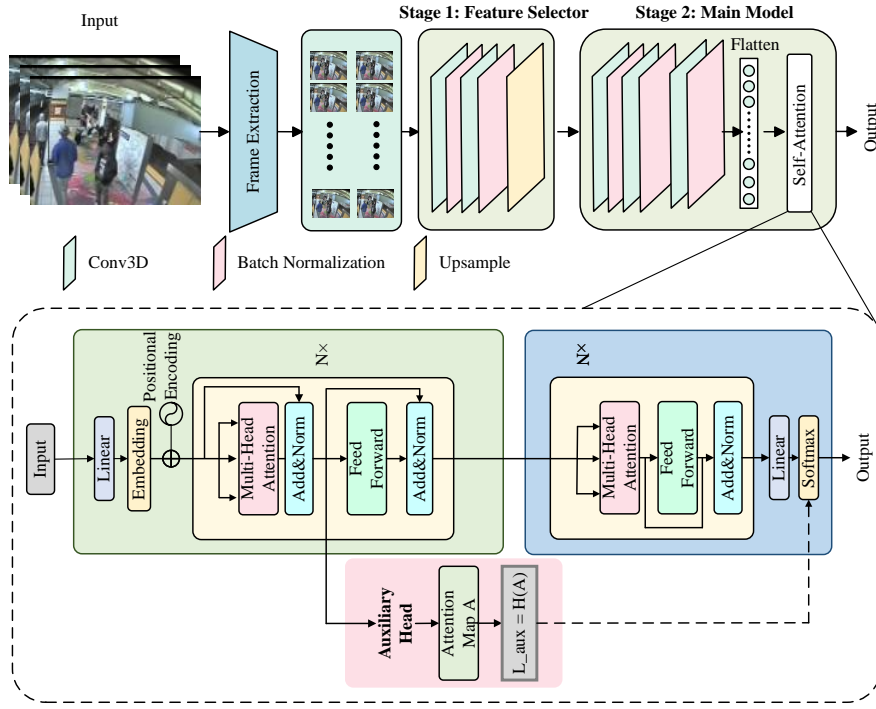 Input
Stage 1: Feature Selector
Stage 2: Main Model
Frame Extraction
Flatten
Self-Attention
Output
Conv3D
Batch Normalization
Upsample
Input
Linear
Embedding
Positional
Encoding
N×
Multi-Head
Attention
Add&Norm
Feed
Forward
Add&Norm
N×
Multi-Head
Attention
Feed
Forward
Add&Norm
Linear
Softmax
Output
Auxiliary
Head
Attention
Map A
L_aux = H(A)